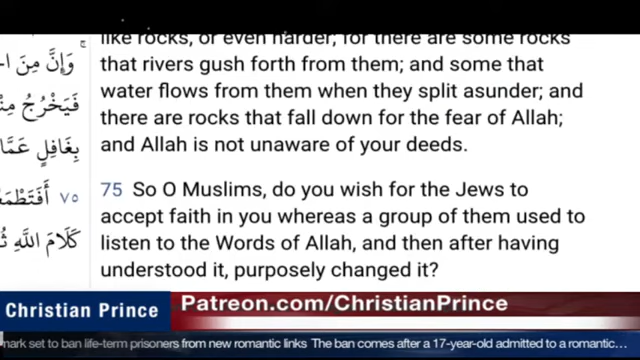 like rocks, or even harder; for there are some rocks
وَإِنَّ مِنَ
that rivers gush forth from them; and some that
فَيَخْرُجُ
water flows from them when they split asunder; and
there are rocks that fall down for the fear of Allah;
بِغَافِلٍ
and Allah is not unaware of your deeds.
٧٥ أَفَتَطْمَ
75 So O Muslims, do you wish for the Jews to
accept faith in you whereas a group of them used to
كَلَامَ اللَّهِ
listen to the Words of Allah, and then after having
understood it, purposely changed it?
Christian Prince
Patreon.com/ChristianPrince
mark set to ban life-term prisoners from new romantic links The ban comes after a 17-year-old admitted to a romantic...